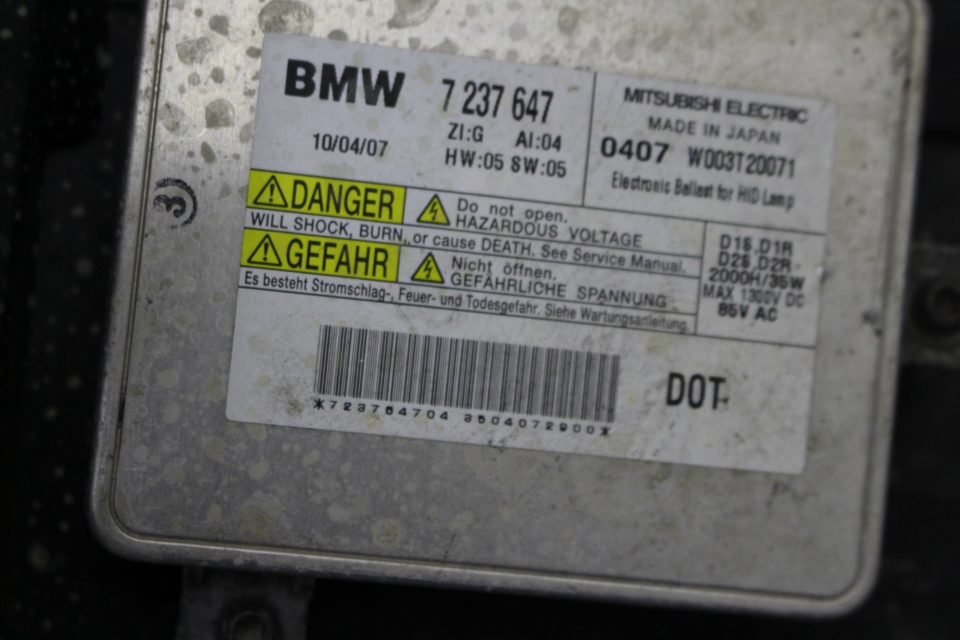 BMW 7 237 647
ZI:G AI:04
10/04/07 HW:05 SW:05
MITSUBISHI ELECTRIC
MADE IN JAPAN
0407 W003T20071
Electronic Ballast for HID Lamp
DANGER
Do not open.
HAZARDOUS VOLTAGE
WILL SHOCK, BURN, or cause DEATH. See Service Manual.
GEFAHR
Nicht öffnen.
GEFÄHRLICHE SPANNUNG
Es besteht Stromschlag-, Feuer- und Todesgefahr. Siehe Wartungsanleitung.
D1S,D1R
D2S,D2R
2000H/35W
MAX 1300V DC
85V AC
*723764704 3504072900*
DOT
3